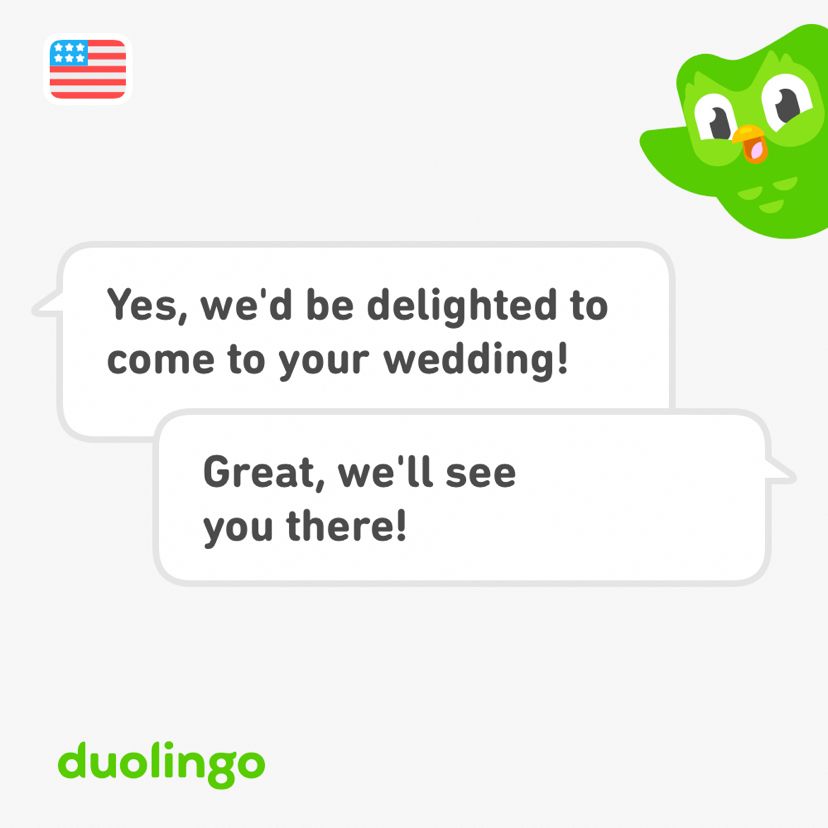 Yes, we'd be delighted to
come to your wedding!
Great, we'll see
you there!
duolingo